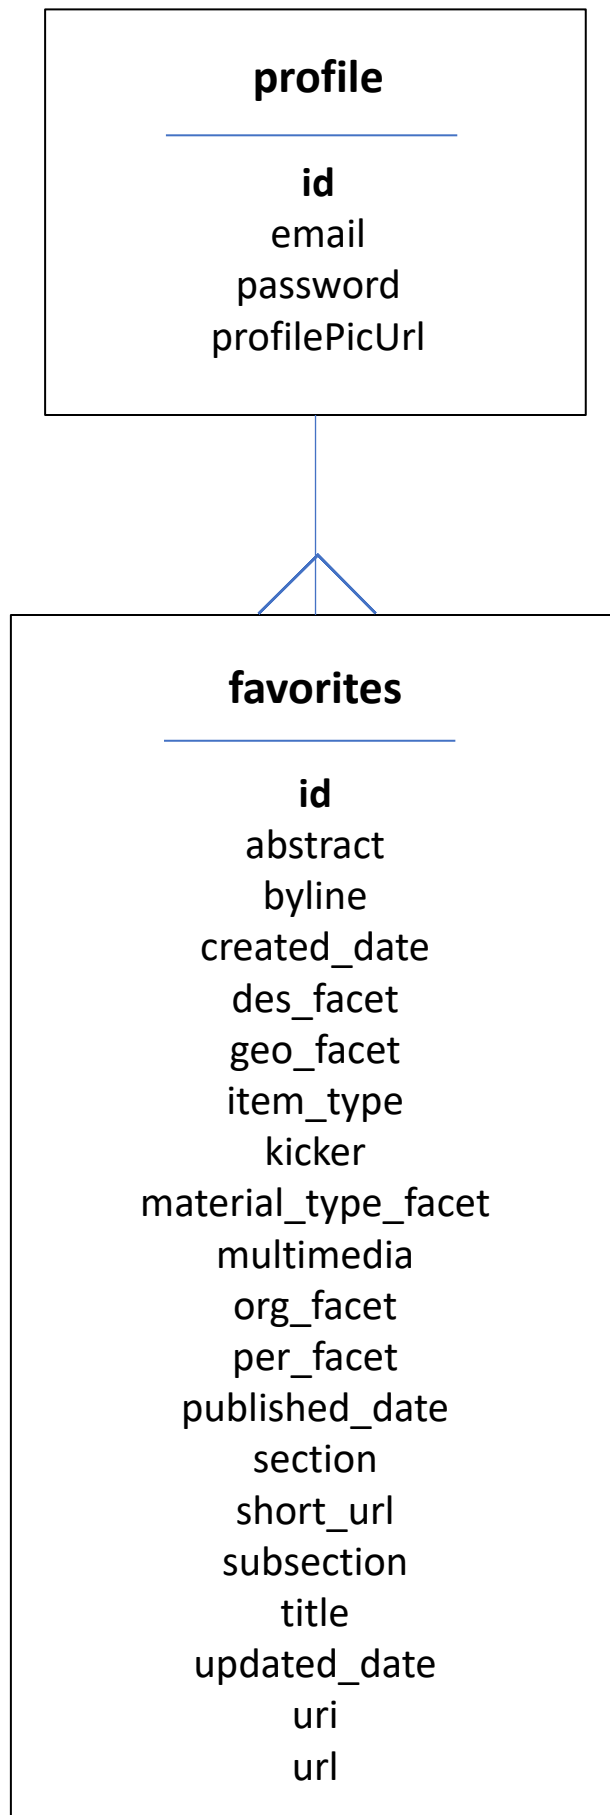 profile
id
email
password
profilePicUrl
favorites
id
abstract
byline
created_date
des_facet
geo_facet
item_type
kicker
material_type_facet
multimedia
org_facet
per_facet
published_date
section
short_url
subsection
title
updated_date
uri
url